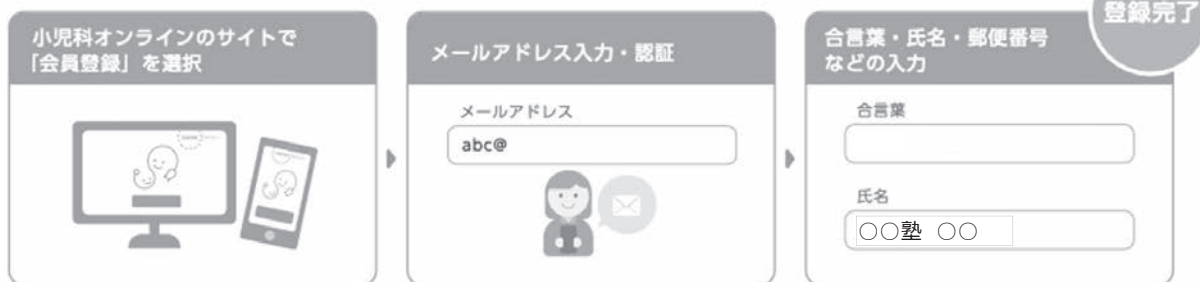 小児科オンラインのサイトで
「会員登録」を選択
メールアドレス入力・認証
メールアドレス
abc@
合言葉・氏名・郵便番号
などの入力
登録完了
合言葉
氏名
○○塾 ○○